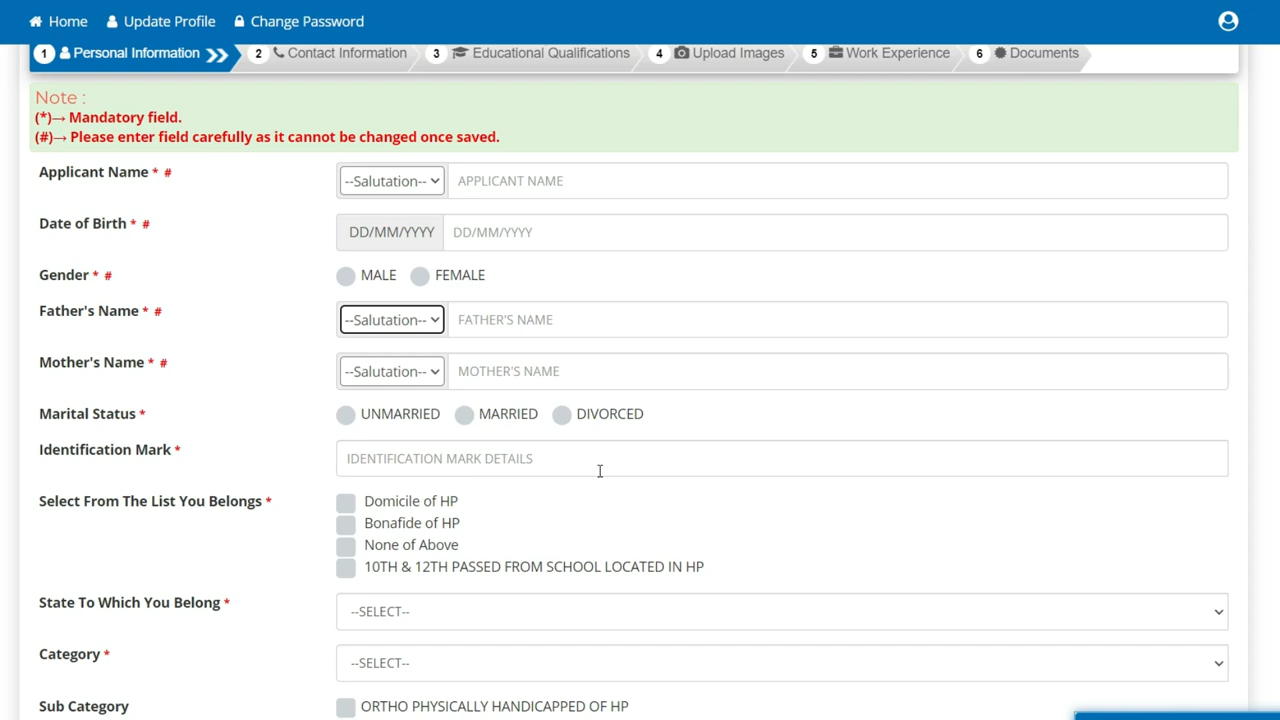 Home Update Profile Change Password
1 Personal Information 2 Contact Information 3 Educational Qualifications 4 Upload Images 5 Work Experience 6 Documents
Note :
(*)→ Mandatory field.
(#)→ Please enter field carefully as it cannot be changed once saved.
Applicant Name * # --Salutation-- APPLICANT NAME
Date of Birth * # DD/MM/YYYY DD/MM/YYYY
Gender * # MALE FEMALE
Father's Name * # --Salutation-- FATHER'S NAME
Mother's Name * # --Salutation-- MOTHER'S NAME
Marital Status * UNMARRIED MARRIED DIVORCED
Identification Mark * IDENTIFICATION MARK DETAILS
Select From The List You Belongs * Domicile of HP
Bonafide of HP
None of Above
10TH & 12TH PASSED FROM SCHOOL LOCATED IN HP
State To Which You Belong * --SELECT--
Category * --SELECT--
Sub Category ORTHO PHYSICALLY HANDICAPPED OF HP